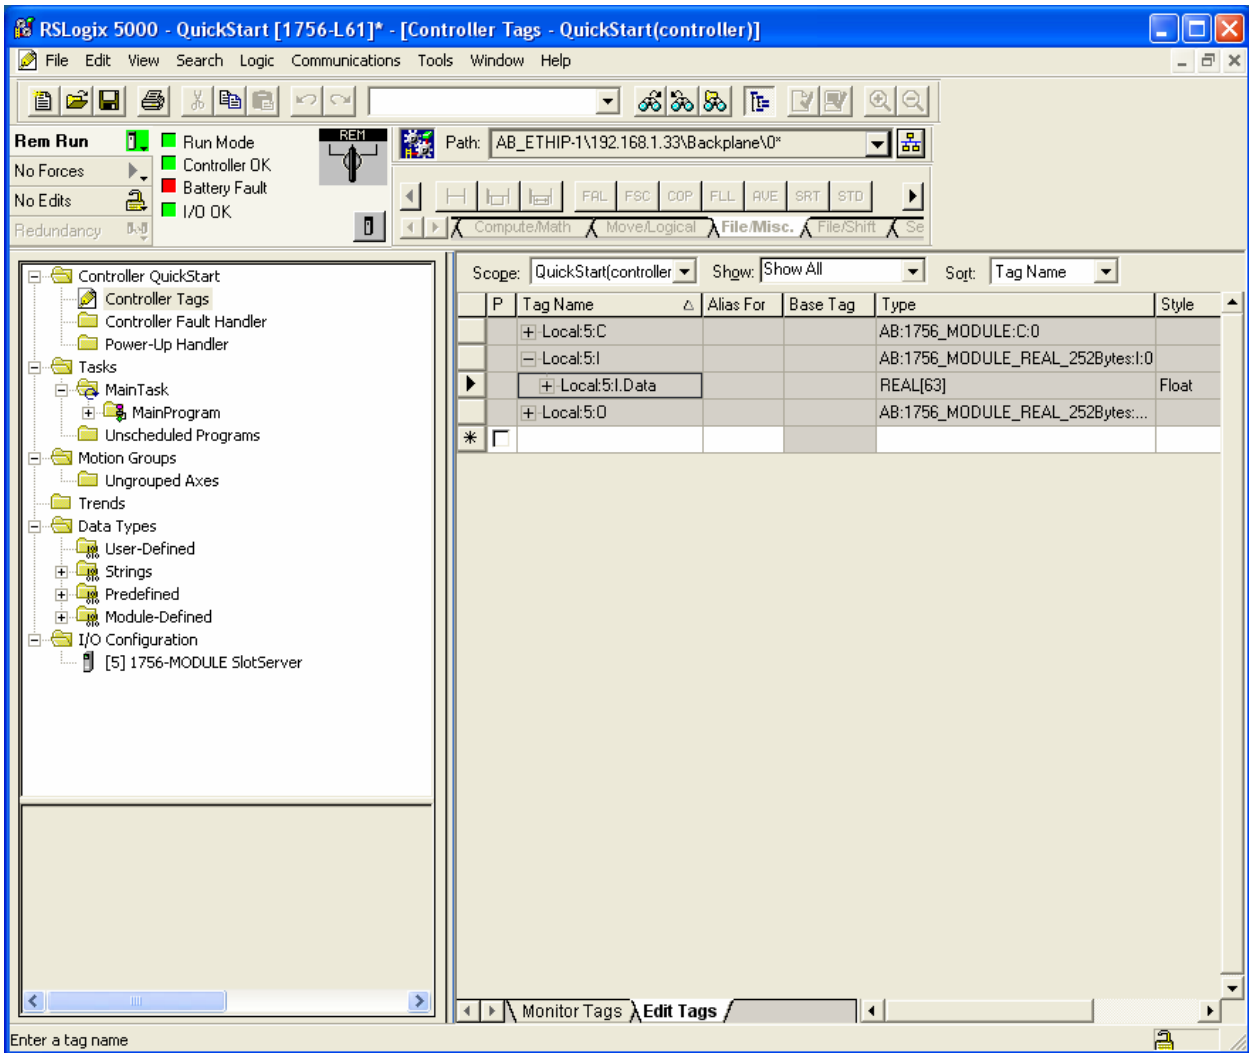 RSLogix 5000 - QuickStart [1756-L61]* - [Controller Tags - QuickStart(controller)]
File Edit View Search Logic Communications Tools Window Help
Rem Run
No Forces
No Edits
Redundancy
Run Mode
Controller OK
Battery Fault
I/O OK
REM
Path: AB_ETHIP-1\192.168.1.33\Backplane\0*
FAL FSC COP FLL AVE SRT STD
Compute/Math Move/Logical File/Misc. File/Shift Se
Controller QuickStart
Controller Tags
Controller Fault Handler
Power-Up Handler
Tasks
MainTask
MainProgram
Unscheduled Programs
Motion Groups
Ungrouped Axes
Trends
Data Types
User-Defined
Strings
Predefined
Module-Defined
I/O Configuration
[5] 1756-MODULE SlotServer
Scope: QuickStart(controller Show: Show All Sort: Tag Name
P Tag Name Alias For Base Tag Type Style
Local:5:C AB:1756_MODULE:C:0
Local:5:I AB:1756_MODULE_REAL_252Bytes:I:0
Local:5:I.Data REAL[63] Float
Local:5:O AB:1756_MODULE_REAL_252Bytes:...
Monitor Tags Edit Tags
Enter a tag name